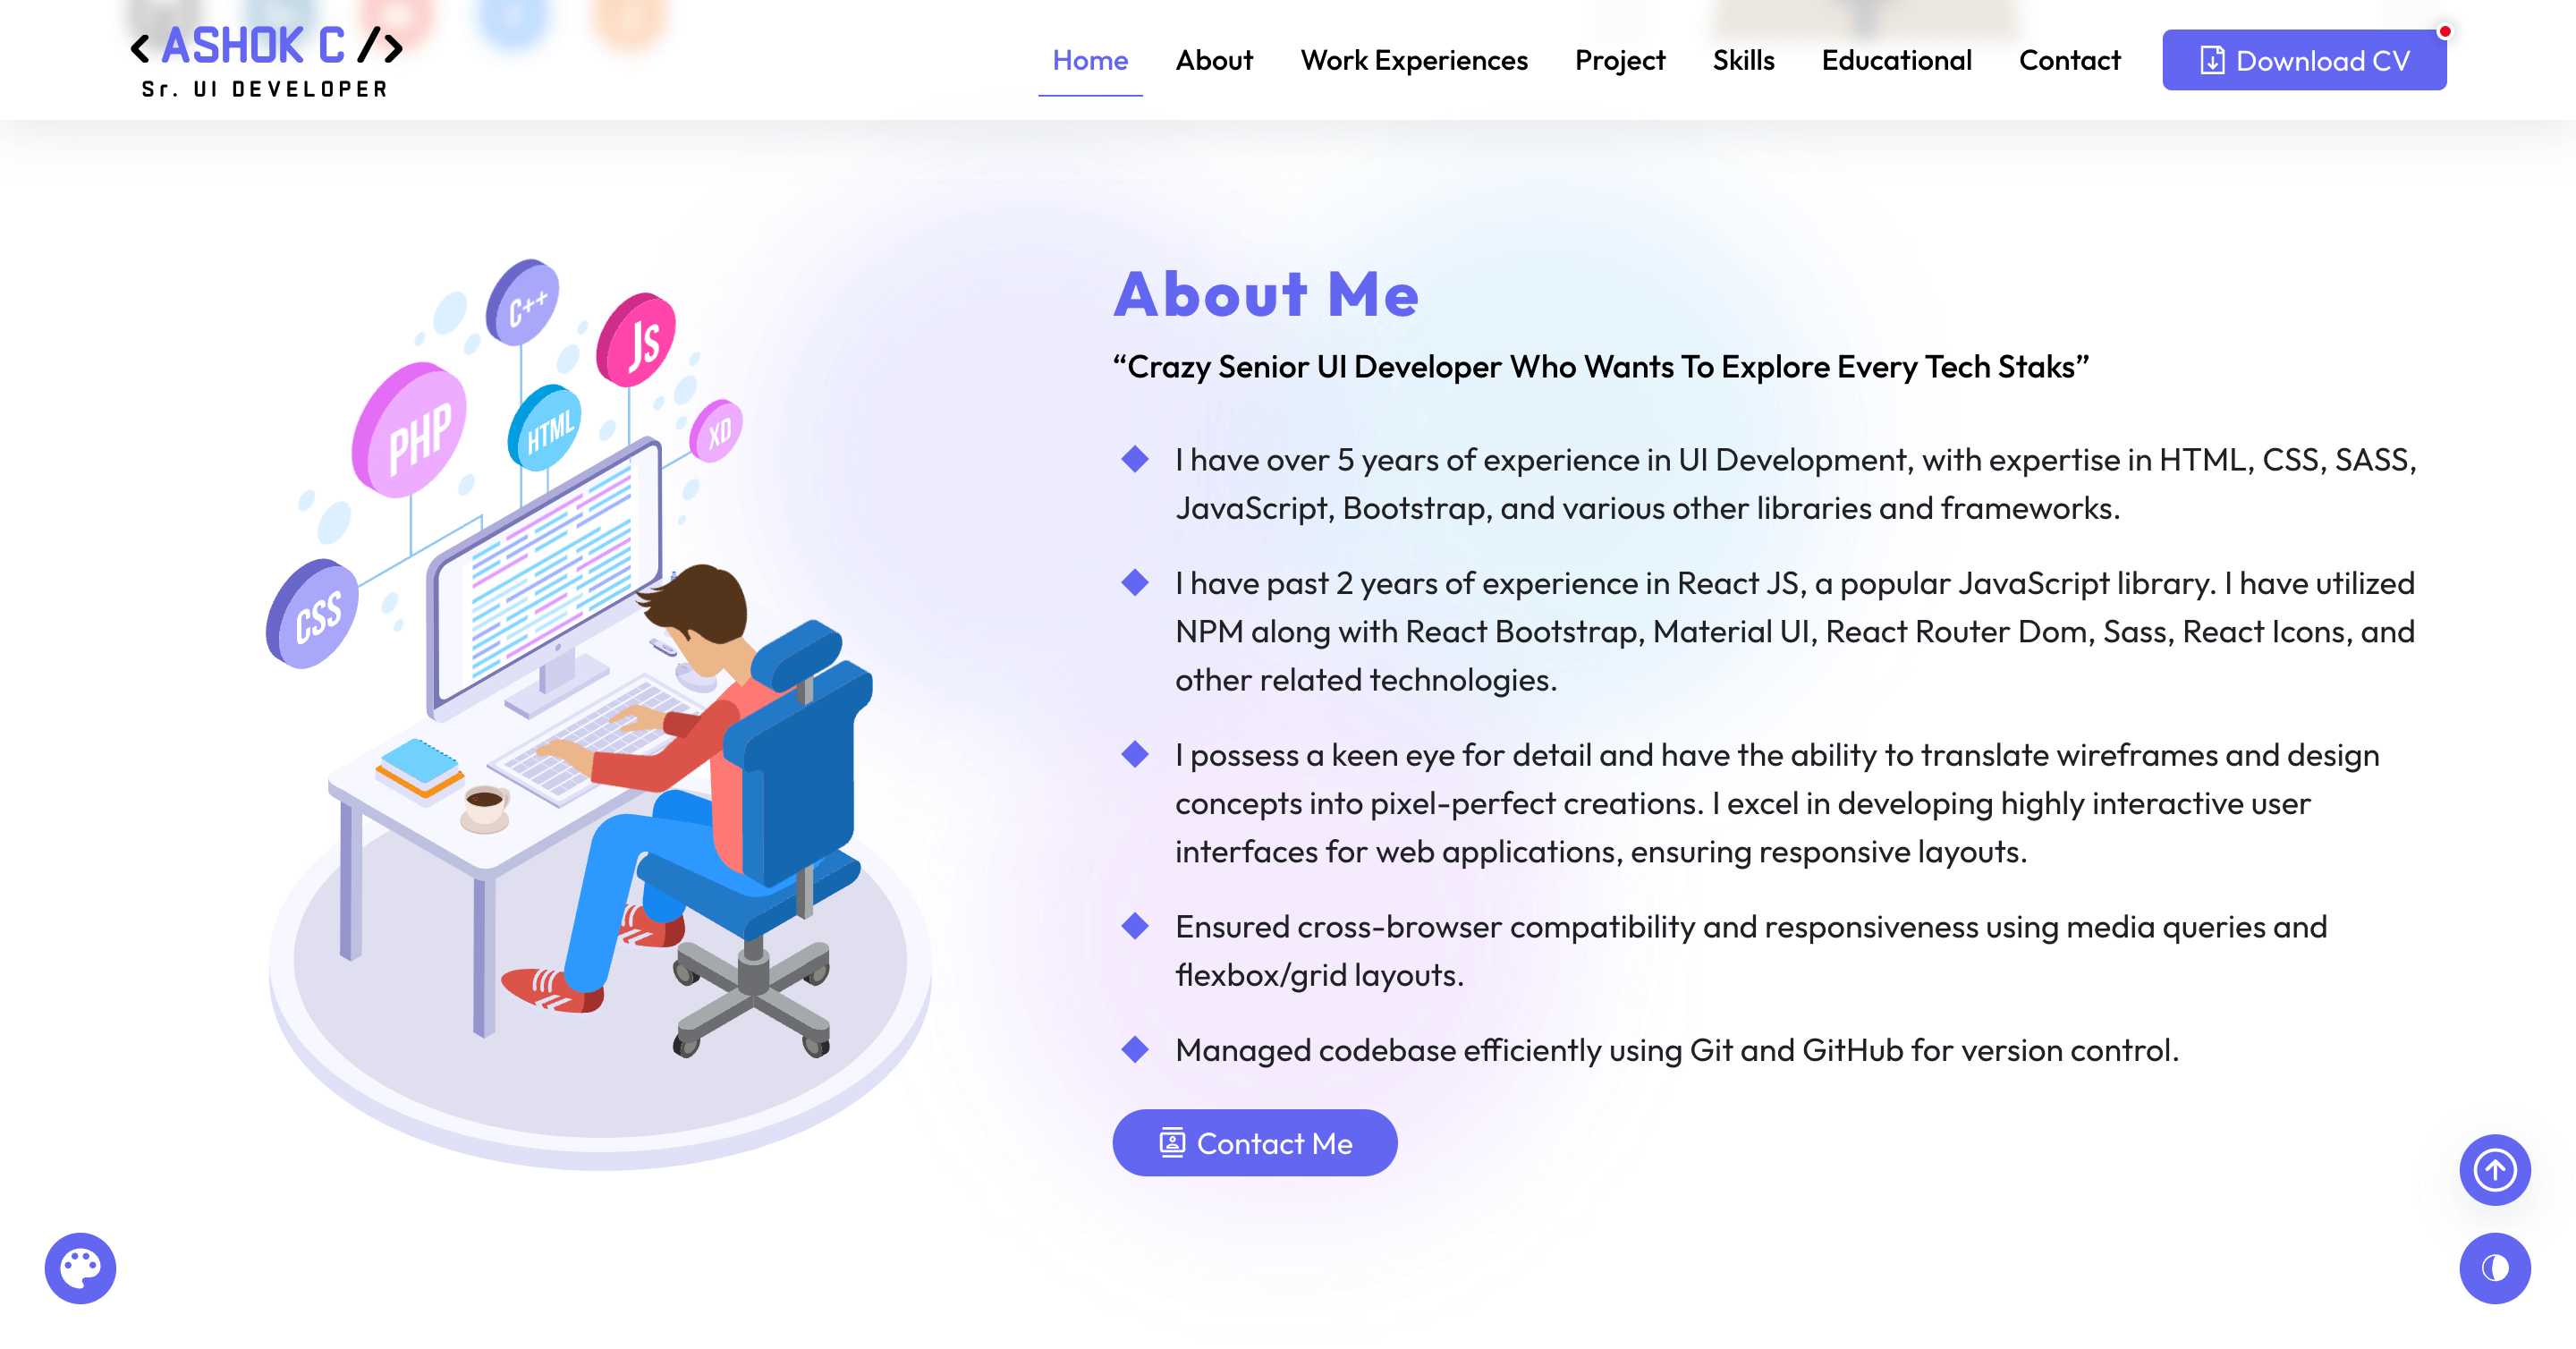 < ASHOK C />
Sr. UI DEVELOPER
Home
About
Work Experiences
Project
Skills
Educational
Contact
Download CV
C++
JS
PHP
HTML
XD
CSS
About Me
“Crazy Senior UI Developer Who Wants To Explore Every Tech Staks”
I have over 5 years of experience in UI Development, with expertise in HTML, CSS, SASS,
JavaScript, Bootstrap, and various other libraries and frameworks.
I have past 2 years of experience in React JS, a popular JavaScript library. I have utilized
NPM along with React Bootstrap, Material UI, React Router Dom, Sass, React Icons, and
other related technologies.
I possess a keen eye for detail and have the ability to translate wireframes and design
concepts into pixel-perfect creations. I excel in developing highly interactive user
interfaces for web applications, ensuring responsive layouts.
Ensured cross-browser compatibility and responsiveness using media queries and
flexbox/grid layouts.
Managed codebase efficiently using Git and GitHub for version control.
Contact Me